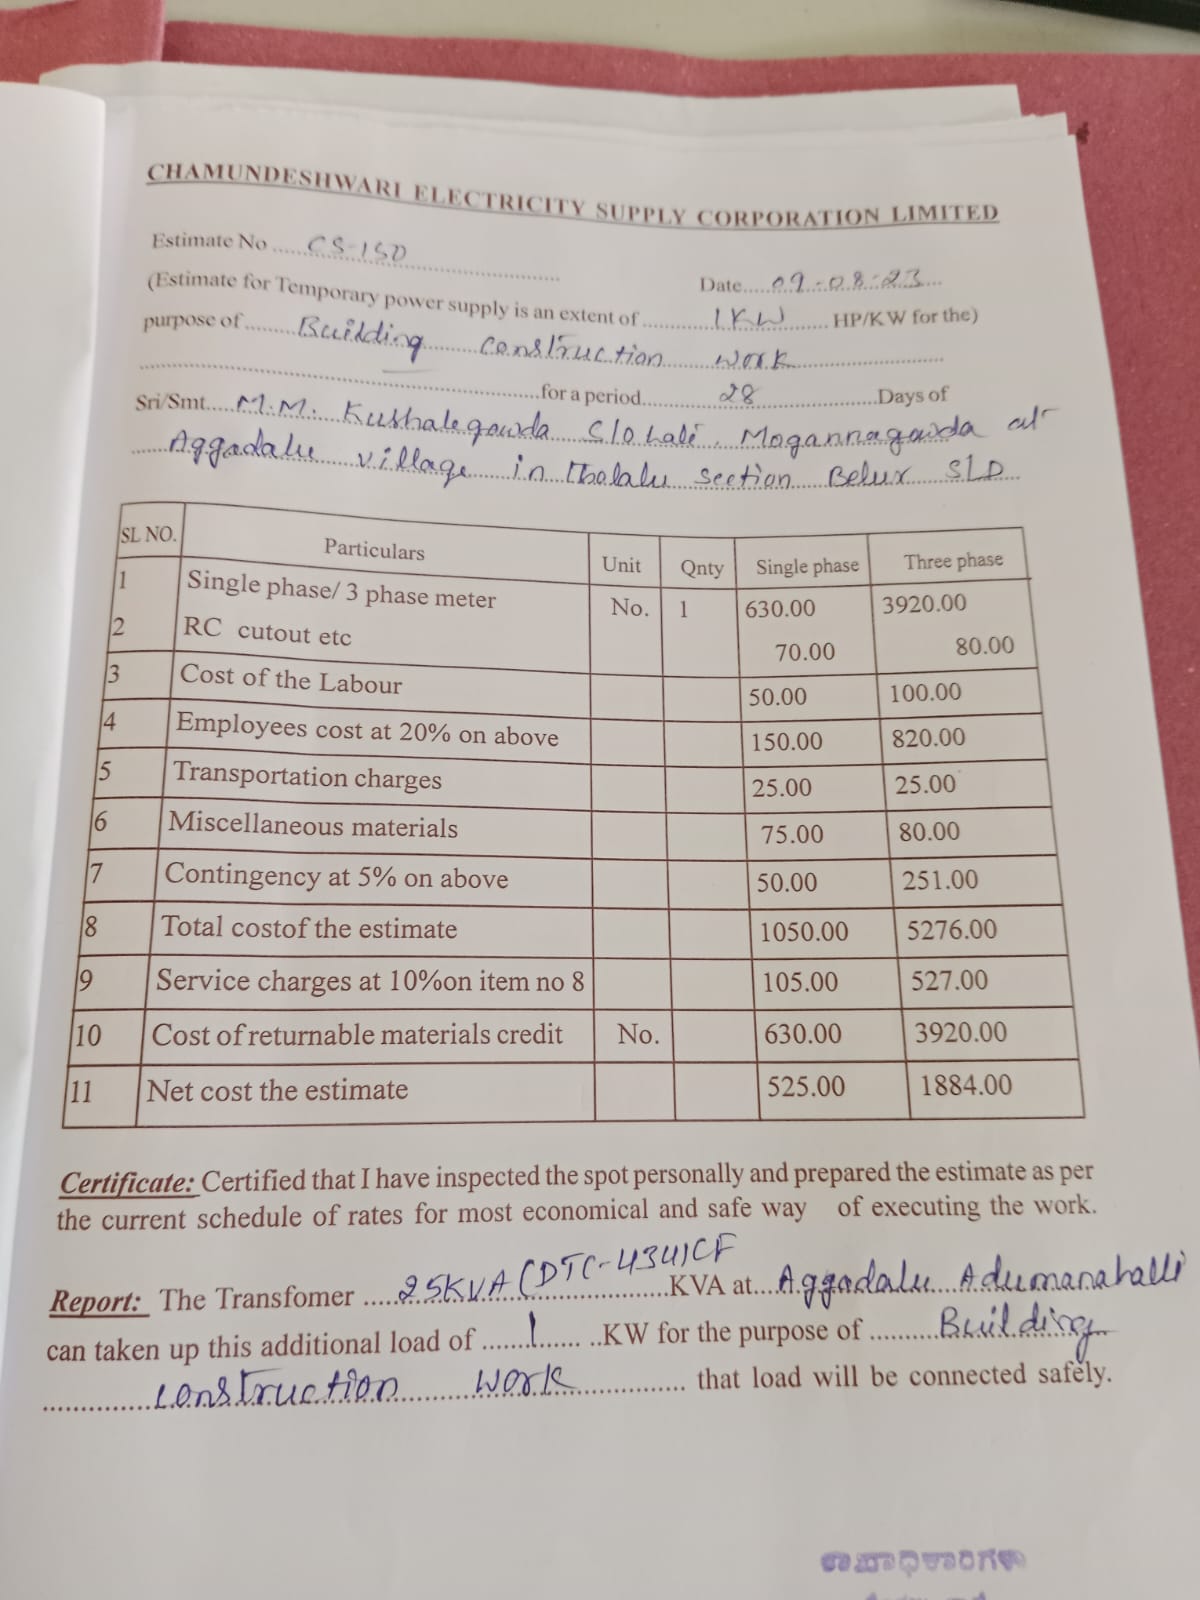 CHAMUNDESHWARI ELECTRICITY SUPPLY CORPORATION LIMITED
Estimate No ......CS-150
Date.....09-08-23....
(Estimate for Temporary power supply is an extent of ............1KW....... HP/KW for the)
purpose of .........Building.........construction.......work
.............................................for a period............28..................Days of
Sri/Smt.....M.M. Kushalegowda S/o Late. Mogannagowda at
Aggadalu village in section Belur S/D
SL NO. Particulars Unit Qnty Single phase Three phase
1 Single phase/ 3 phase meter No. 1 630.00 3920.00
2 RC cutout etc 70.00 80.00
3 Cost of the Labour 50.00 100.00
4 Employees cost at 20% on above 150.00 820.00
5 Transportation charges 25.00 25.00
6 Miscellaneous materials 75.00 80.00
7 Contingency at 5% on above 50.00 251.00
8 Total costof the estimate 1050.00 5276.00
9 Service charges at 10%on item no 8 105.00 527.00
10 Cost of returnable materials credit No. 630.00 3920.00
11 Net cost the estimate 525.00 1884.00
Certificate: Certified that I have inspected the spot personally and prepared the estimate as per
the current schedule of rates for most economical and safe way of executing the work.
Report: The Transfomer .....25KVA (DTC-434)CF..........KVA at...Aggadalu Adumanahalli
can taken up this additional load of .......1...... ..KW for the purpose of ..........Building
...............construction.........work................ that load will be connected safely.